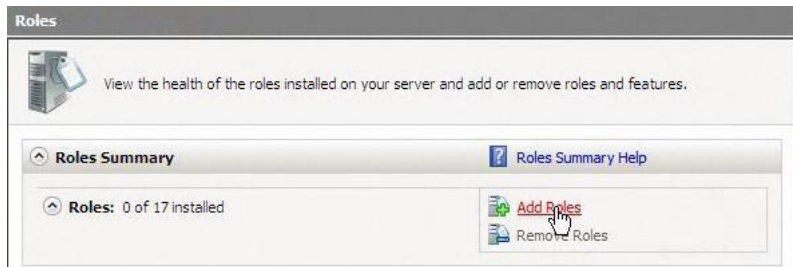 Roles
View the health of the roles installed on your server and add or remove roles and features.
Roles Summary
? Roles Summary Help
Roles: 0 of 17 installed
Add Roles
Remove Roles